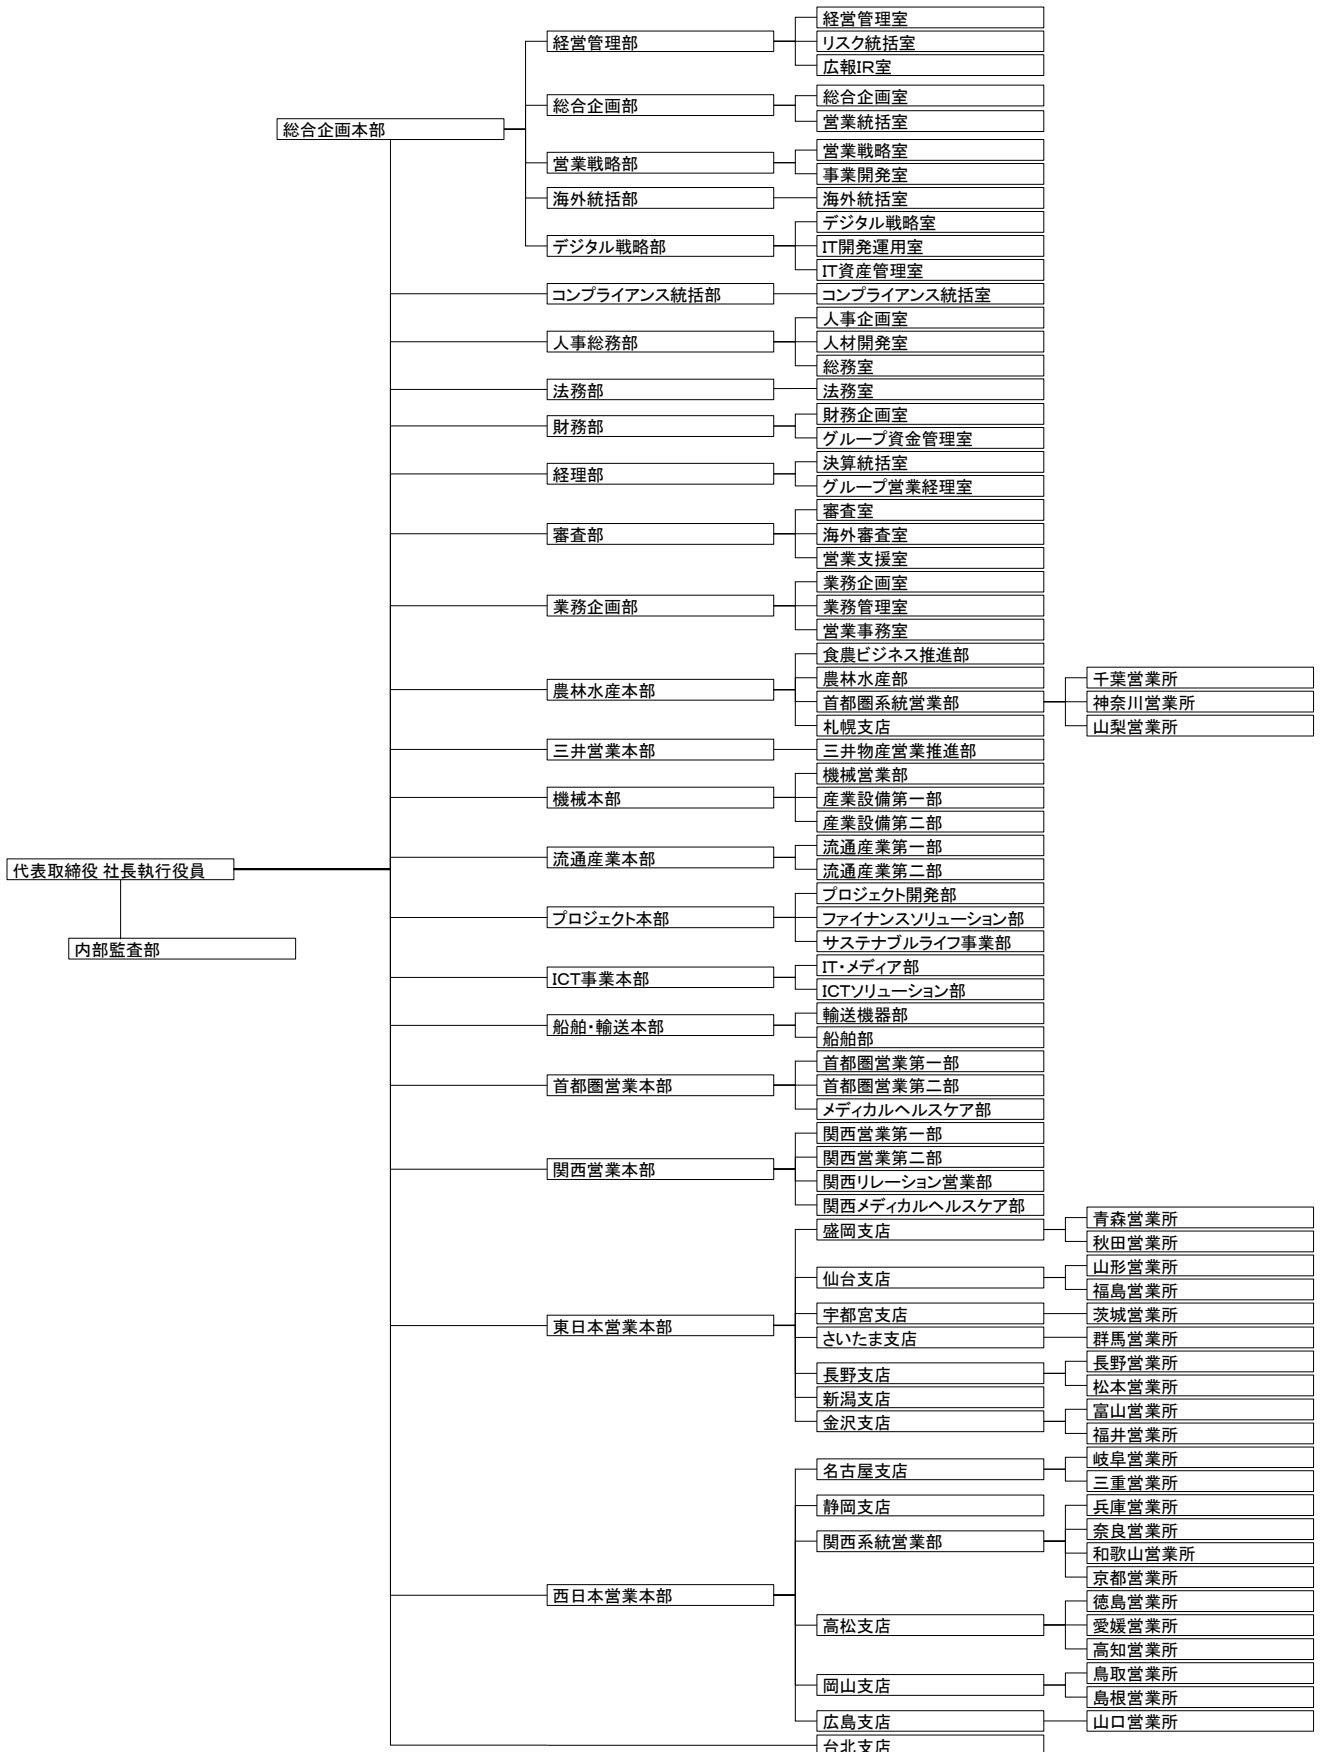 経営管理室
経営管理部
リスク統括室
広報IR室
総合企画室
総合企画部
営業統括室
総合企画本部
営業戦略室
営業戦略部
事業開発室
海外統括部
海外統括室
デジタル戦略室
デジタル戦略部
IT開発運用室
IT資産管理室
コンプライアンス統括部
コンプライアンス統括室
人事企画室
人事総務部
人材開発室
総務室
法務部
法務室
財務企画室
財務部
グループ資金管理室
決算統括室
経理部
グループ営業経理室
審査室
審査部
海外審査室
営業支援室
業務企画室
業務企画部
業務管理室
営業事務室
食農ビジネス推進部
農林水産本部
農林水産部
千葉営業所
首都圏系統営業部
神奈川営業所
札幌支店
山梨営業所
三井営業本部
三井物産営業推進部
機械営業部
機械本部
産業設備第一部
産業設備第二部
流通産業第一部
流通産業本部
代表取締役 社長執行役員
流通産業第二部
プロジェクト開発部
プロジェクト本部
ファイナンスソリューション部
サステナブルライフ事業部
内部監査部
IT・メディア部
ICT事業本部
ICTソリューション部
輸送機器部
船舶・輸送本部
船舶部
首都圏営業第一部
首都圏営業本部
首都圏営業第二部
メディカルヘルスケア部
関西営業第一部
関西営業第二部
関西営業本部
関西リレーション営業部
関西メディカルヘルスケア部
青森営業所
盛岡支店
秋田営業所
山形営業所
仙台支店
福島営業所
宇都宮支店
茨城営業所
東日本営業本部
さいたま支店
群馬営業所
長野営業所
長野支店
松本営業所
新潟支店
富山営業所
金沢支店
福井営業所
岐阜営業所
名古屋支店
三重営業所
静岡支店
兵庫営業所
奈良営業所
関西系統営業部
和歌山営業所
京都営業所
西日本営業本部
徳島営業所
高松支店
愛媛営業所
高知営業所
鳥取営業所
岡山支店
島根営業所
広島支店
山口営業所
台北支店